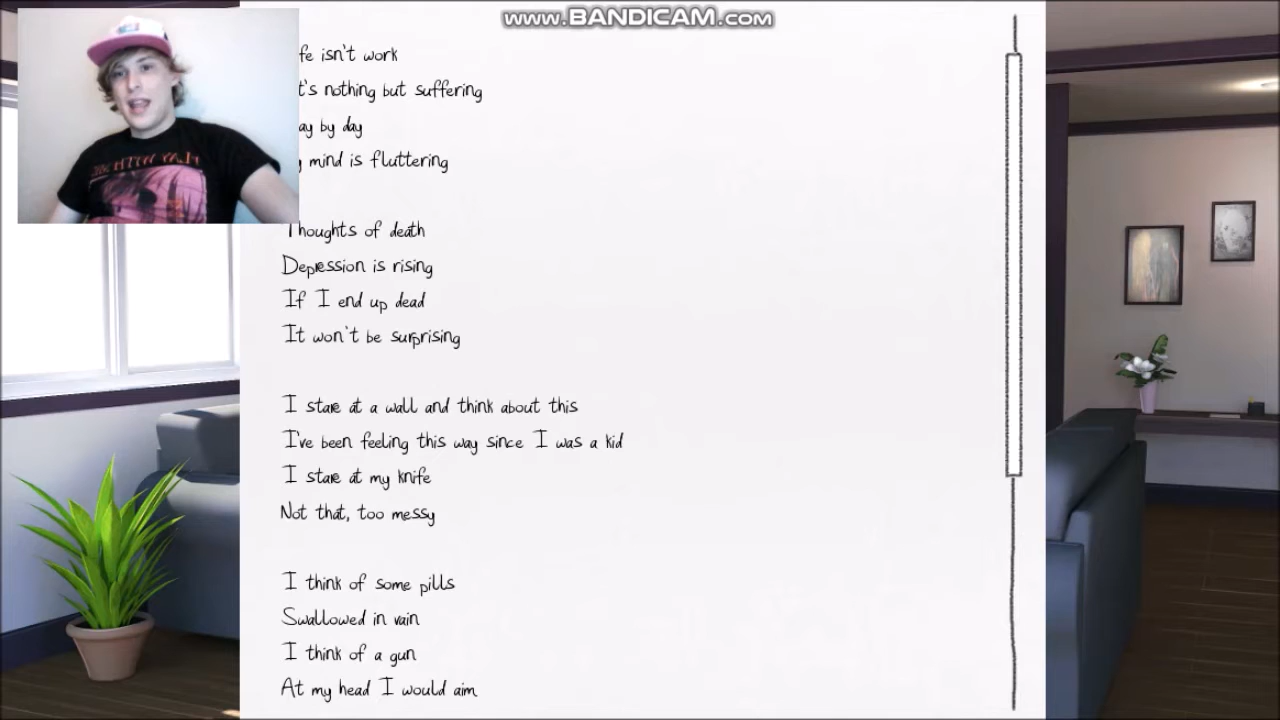 www.BANDICAM.com
fe isn't work
t's nothing but suffering
ay by day
mind is fluttering
Thoughts of death
Depression is rising
If I end up dead
It won't be surprising
I stare at a wall and think about this
I've been feeling this way since I was a kid
I stare at my knife
Not that, too messy
I think of some pills
Swallowed in vain
I think of a gun
At my head I would aim